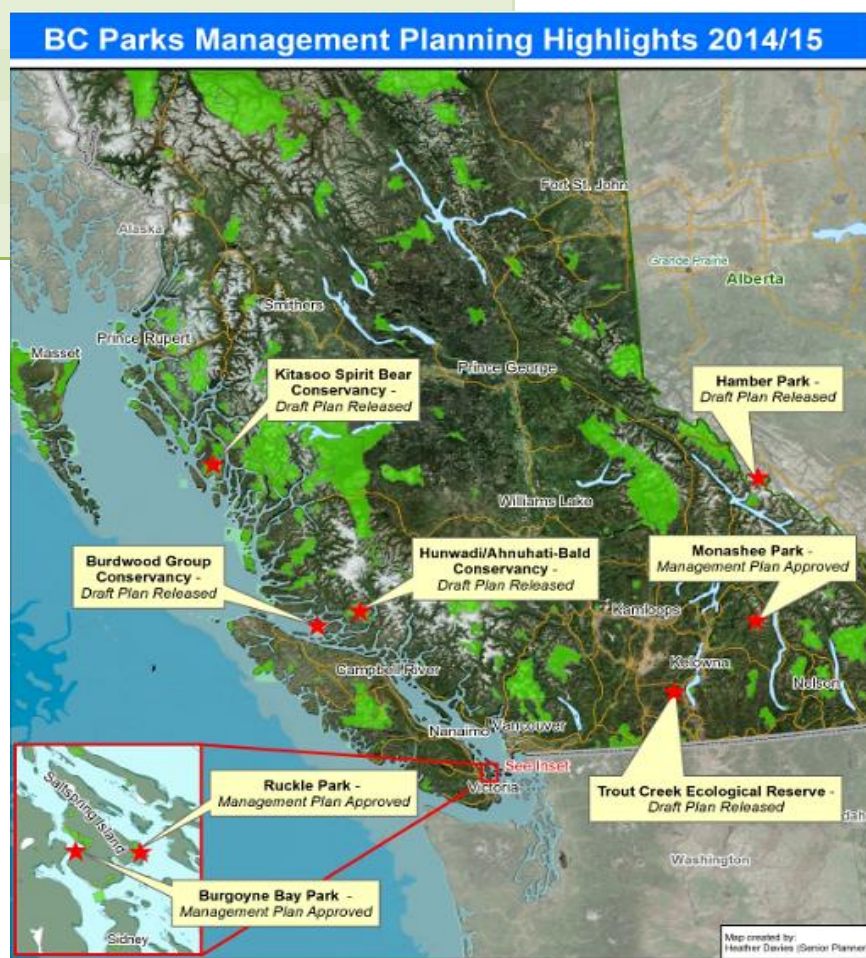 BC Parks Management Planning Highlights 2014/15
Fort St. John
Alaska
Grande Prairie
Alberta
Smithers
Prince Rupert
Masset
Prince George
Kitasoo Spirit Bear
Conservancy -
Draft Plan Released
Hamber Park -
Draft Plan Released
Williams Lake
Burdwood Group
Conservancy -
Draft Plan Released
Hunwadi/Ahnuhati-Bald
Conservancy -
Draft Plan Released
Monashee Park -
Management Plan Approved
Kamloops
Kelowna
Campbell River
Nelson
Nanaimo
Vancouver
See Inset
Victoria
Ruckle Park -
Management Plan Approved
Saltspring Island
Trout Creek Ecological Reserve -
Draft Plan Released
Burgoyne Bay Park -
Management Plan Approved
Washington
Sidney
Map created by:
Heather Davies (Senior Planner